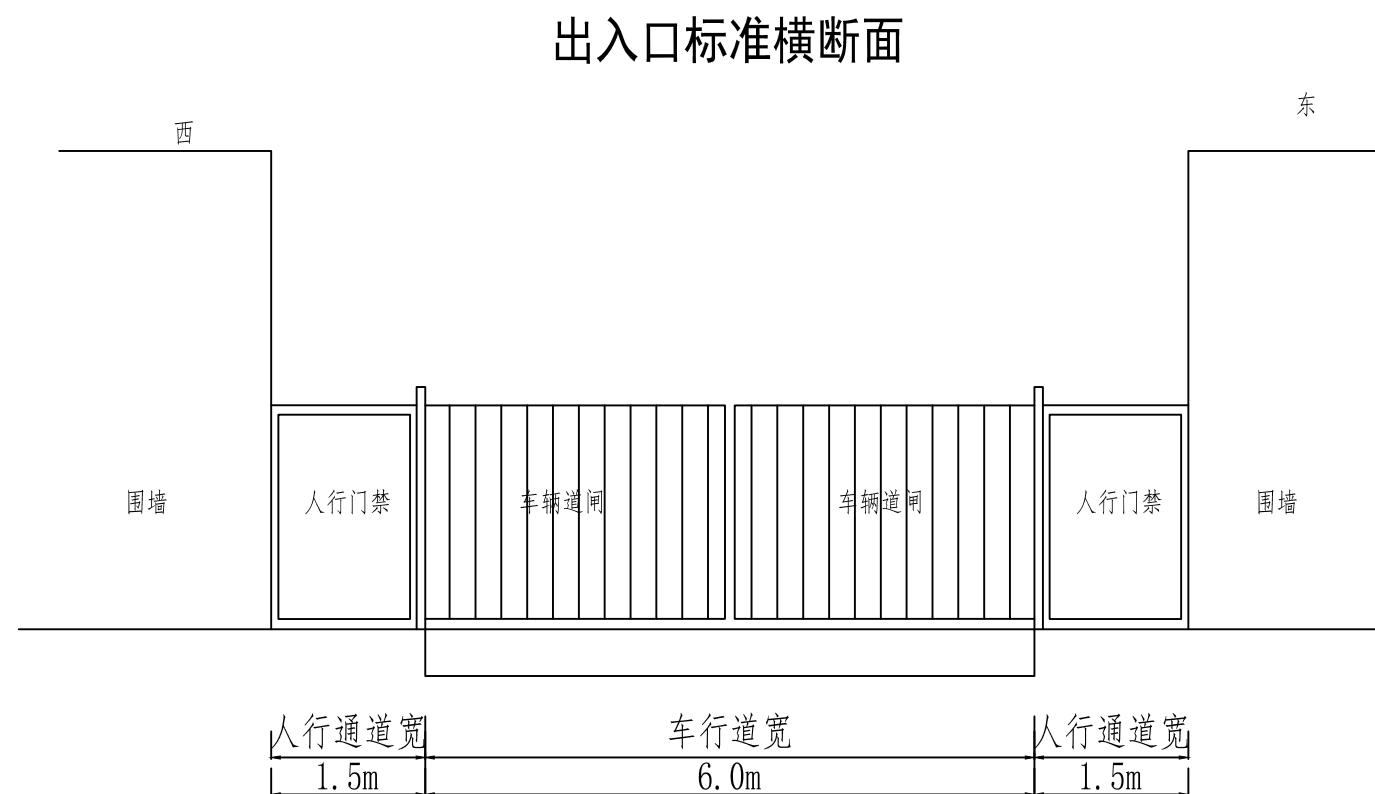 出入口标准横断面
东
西
围墙 人行门禁 车辆道闸 车辆道闸 人行门禁 围墙
人行通道宽 车行道宽 人行通道宽
1.5m 6.0m 1.5m